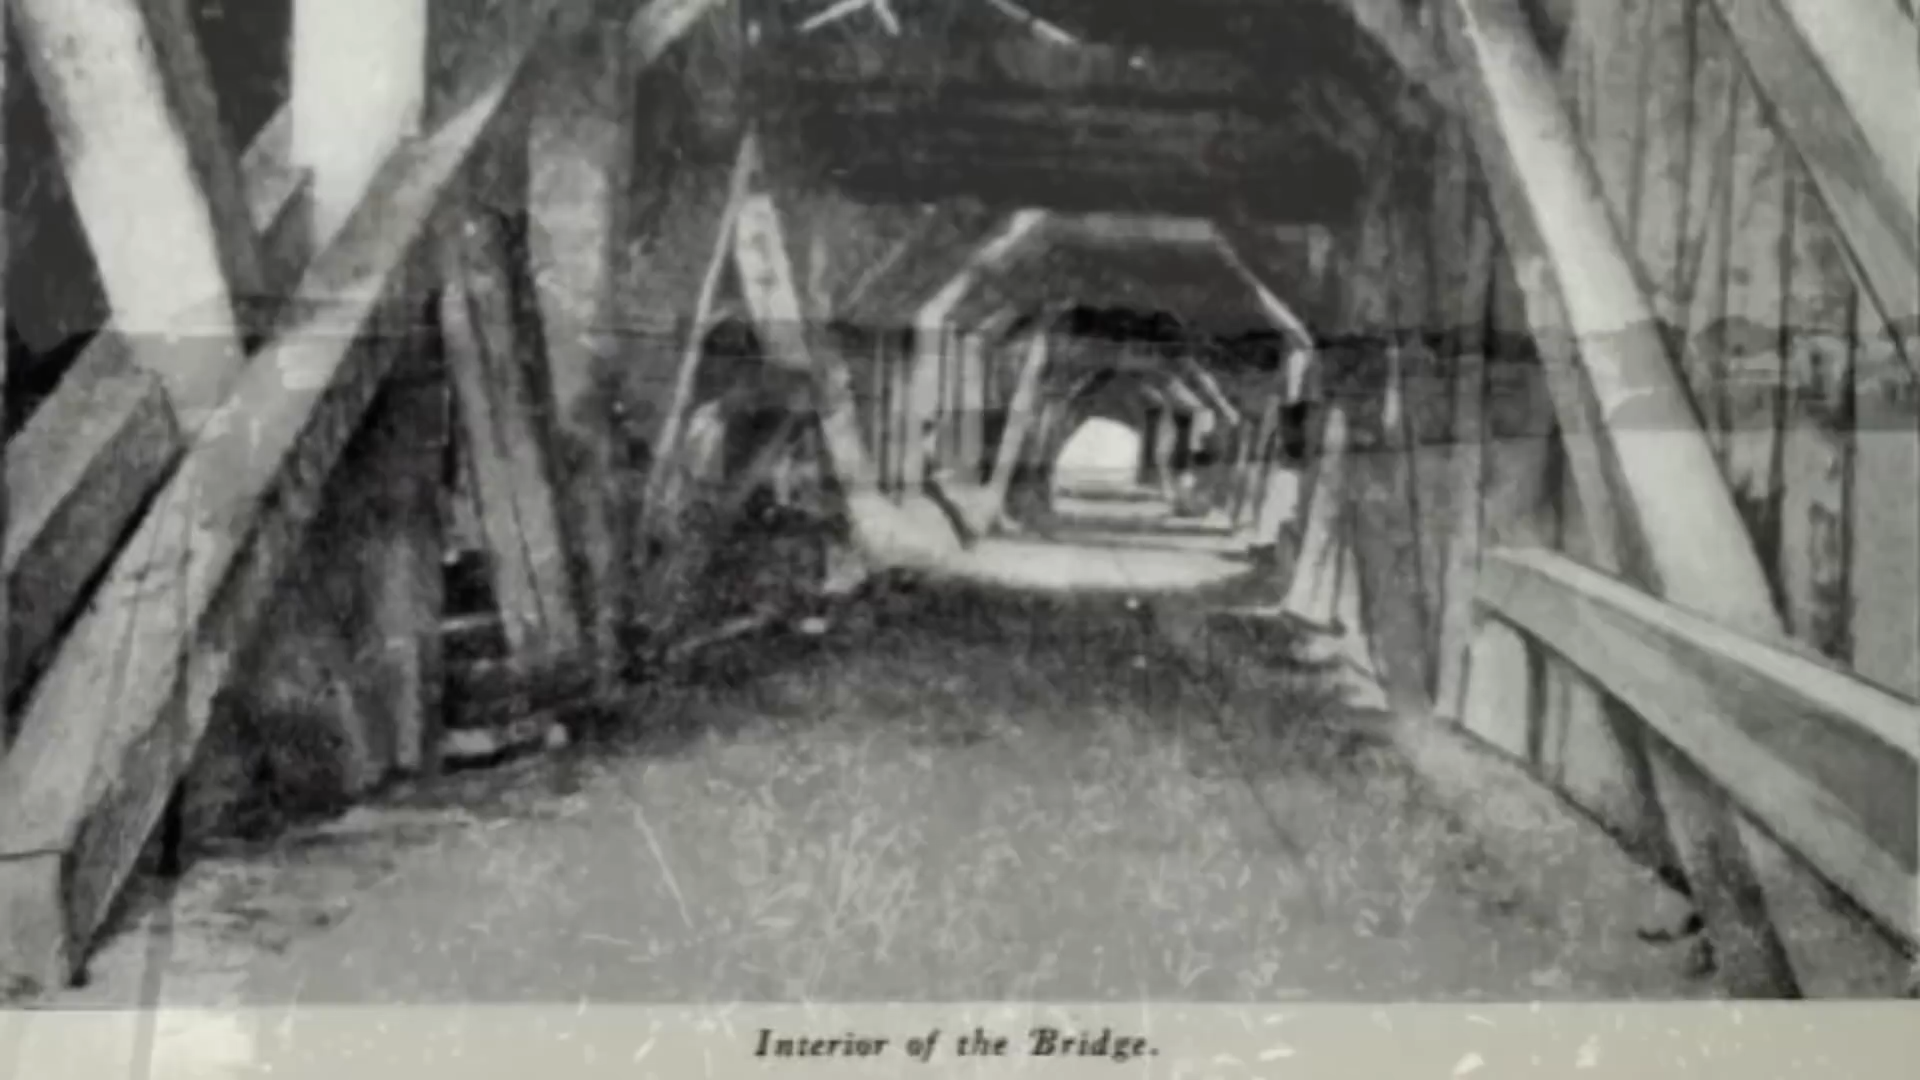 Interior of the Bridge.